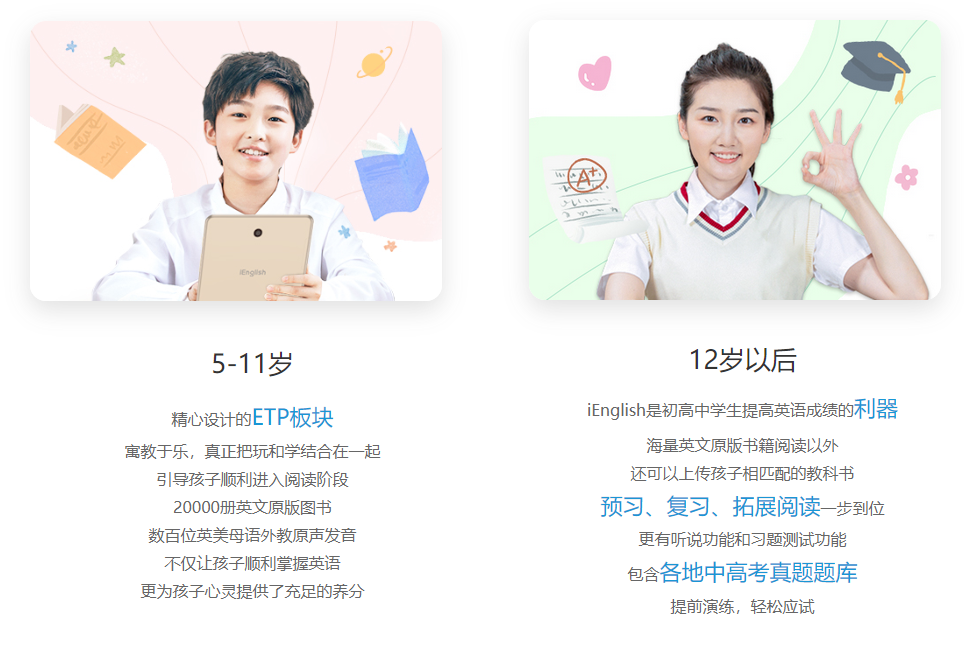 iEnglish
A+
5-11岁
精心设计的ETP板块
寓教于乐，真正把玩和学结合在一起
引导孩子顺利进入阅读阶段
20000册英文原版图书
数百位英美母语外教原声发音
不仅让孩子顺利掌握英语
更为孩子心灵提供了充足的养分
12岁以后
iEnglish是初高中学生提高英语成绩的利器
海量英文原版书籍阅读以外
还可以上传孩子相匹配的教科书
预习、复习、拓展阅读一步到位
更有听说功能和习题测试功能
包含各地中高考真题题库
提前演练，轻松应试